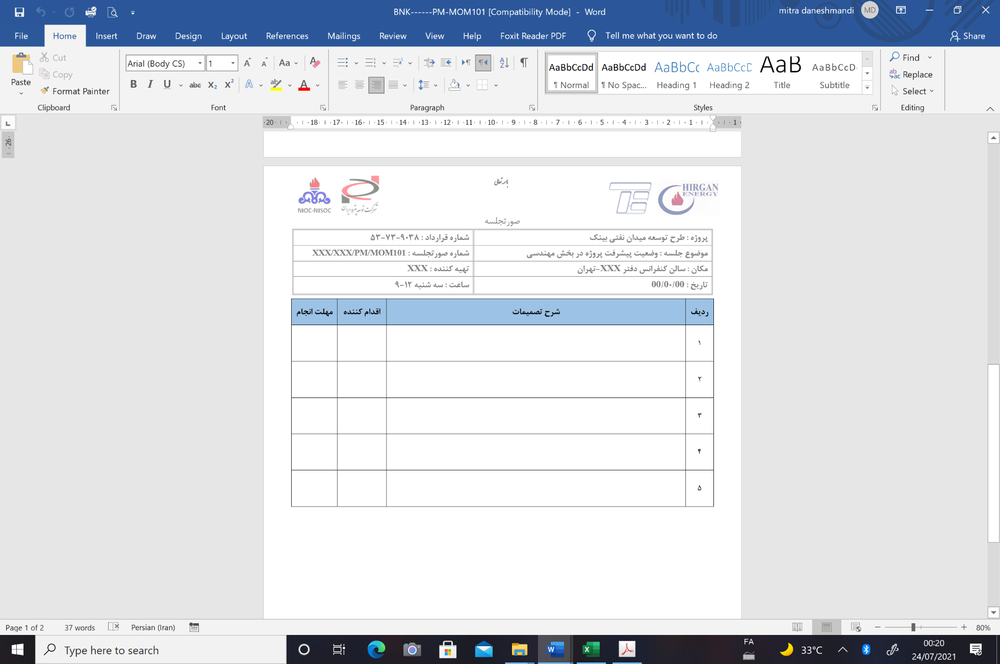 BNK------PM-MOM101 [Compatibility Mode] - Word
mitra daneshmandi MD
File Home Insert Draw Design Layout References Mailings Review View Help Foxit Reader PDF Tell me what you want to do Share
Paste
Cut
Copy
Format Painter
Clipboard
Arial (Body CS) 1
Font
Paragraph
AaBbCcDd AaBbCcDd AaBbCc AaBbCcD AaB AaBbCcD
¶ Normal ¶ No Spac... Heading 1 Heading 2 Title Subtitle
Styles
Find
Replace
Select
Editing
20 18 17 16 15 14 13 12 11 10 9 8 7 6 5 4 3 2 1 1
26
باسمه تعالی
NIOC-NISOC
شرکت توسعه پترو ایران
HIRGAN
ENERGY
صورتجلسه
پروژه : طرح توسعه میدان نفتی بینک
شماره قرارداد : ۹۰۳۸-۷۳-۵۳
موضوع جلسه : وضعیت پیشرفت پروژه در بخش مهندسی
شماره صورتجلسه : XXX/XXX/PM/MOM101
مکان : سالن کنفرانس دفتر XXX-تهران
تهیه کننده : XXX
تاریخ : 00/0۰/00
ساعت : سه شنبه ۱۲-۹
ردیف شرح تصمیمات اقدام کننده مهلت انجام
۱
۲
۳
۴
۵
Page 1 of 2 37 words Persian (Iran) 80%
Type here to search
FA
33°C
00:20
24/07/2021